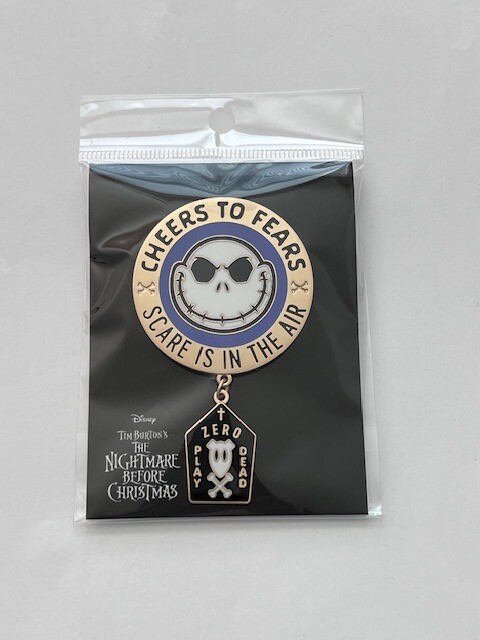 CHEERS TO FEARS
SCARE IS IN THE AIR
ZERO
PLAY
DEAD
Disney
TIM BURTON'S
THE
NIGHTMARE
BEFORE
CHRISTMAS